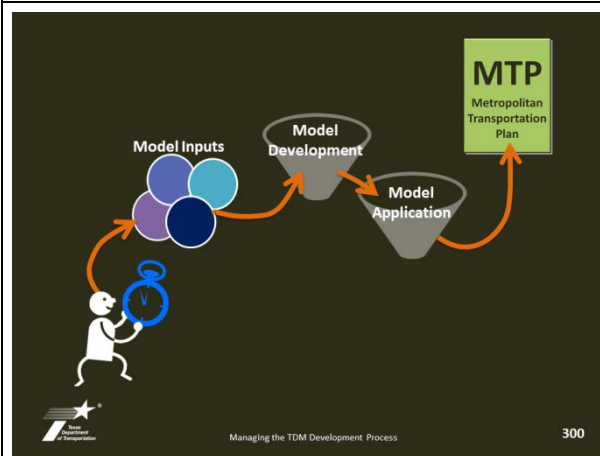 MTP
Metropolitan
Transportation
Plan
Model
Development
Model Inputs
Model
Application
®
Texas
Department
of Transportation
Managing the TDM Development Process
300